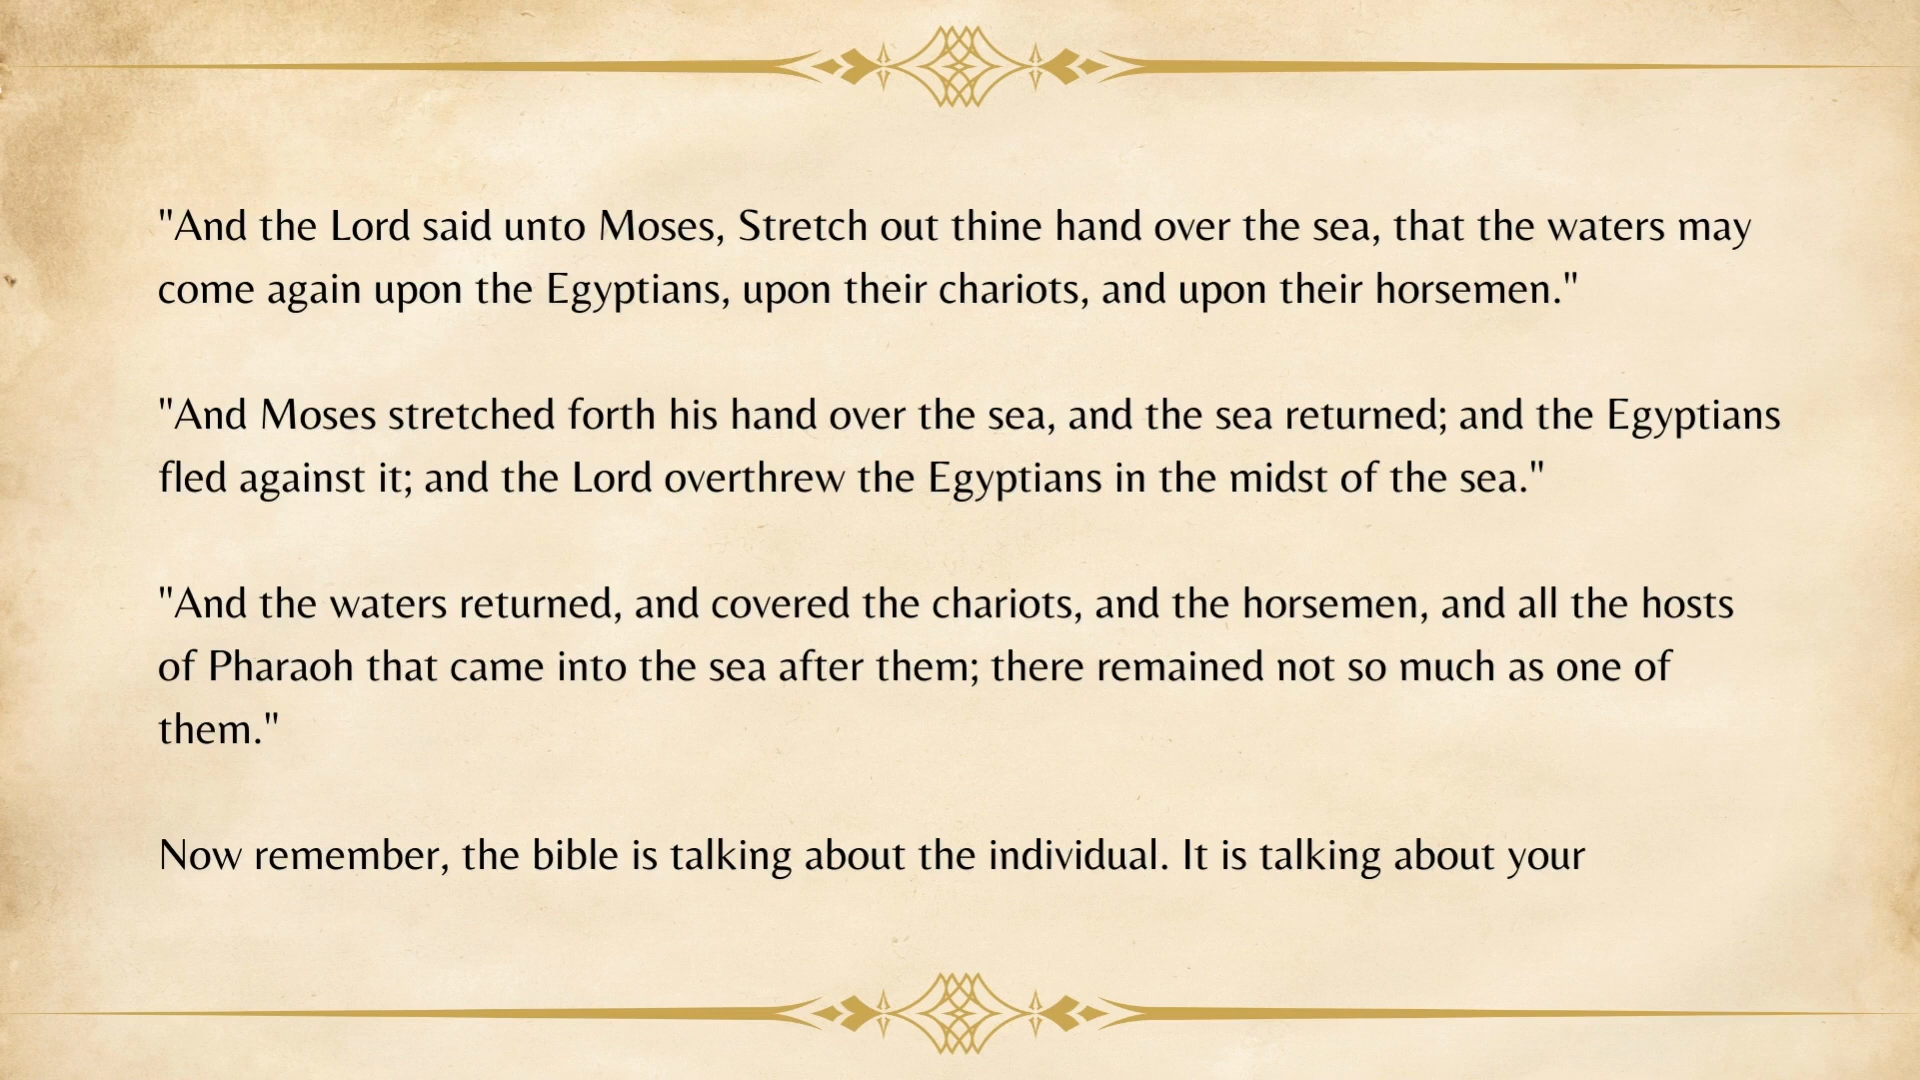 "And the Lord said unto Moses, Stretch out thine hand over the sea, that the waters may
come again upon the Egyptians, upon their chariots, and upon their horsemen."
"And Moses stretched forth his hand over the sea, and the sea returned; and the Egyptians
fled against it; and the Lord overthrew the Egyptians in the midst of the sea."
"And the waters returned, and covered the chariots, and the horsemen, and all the hosts
of Pharaoh that came into the sea after them; there remained not so much as one of
them."
Now remember, the bible is talking about the individual. It is talking about your